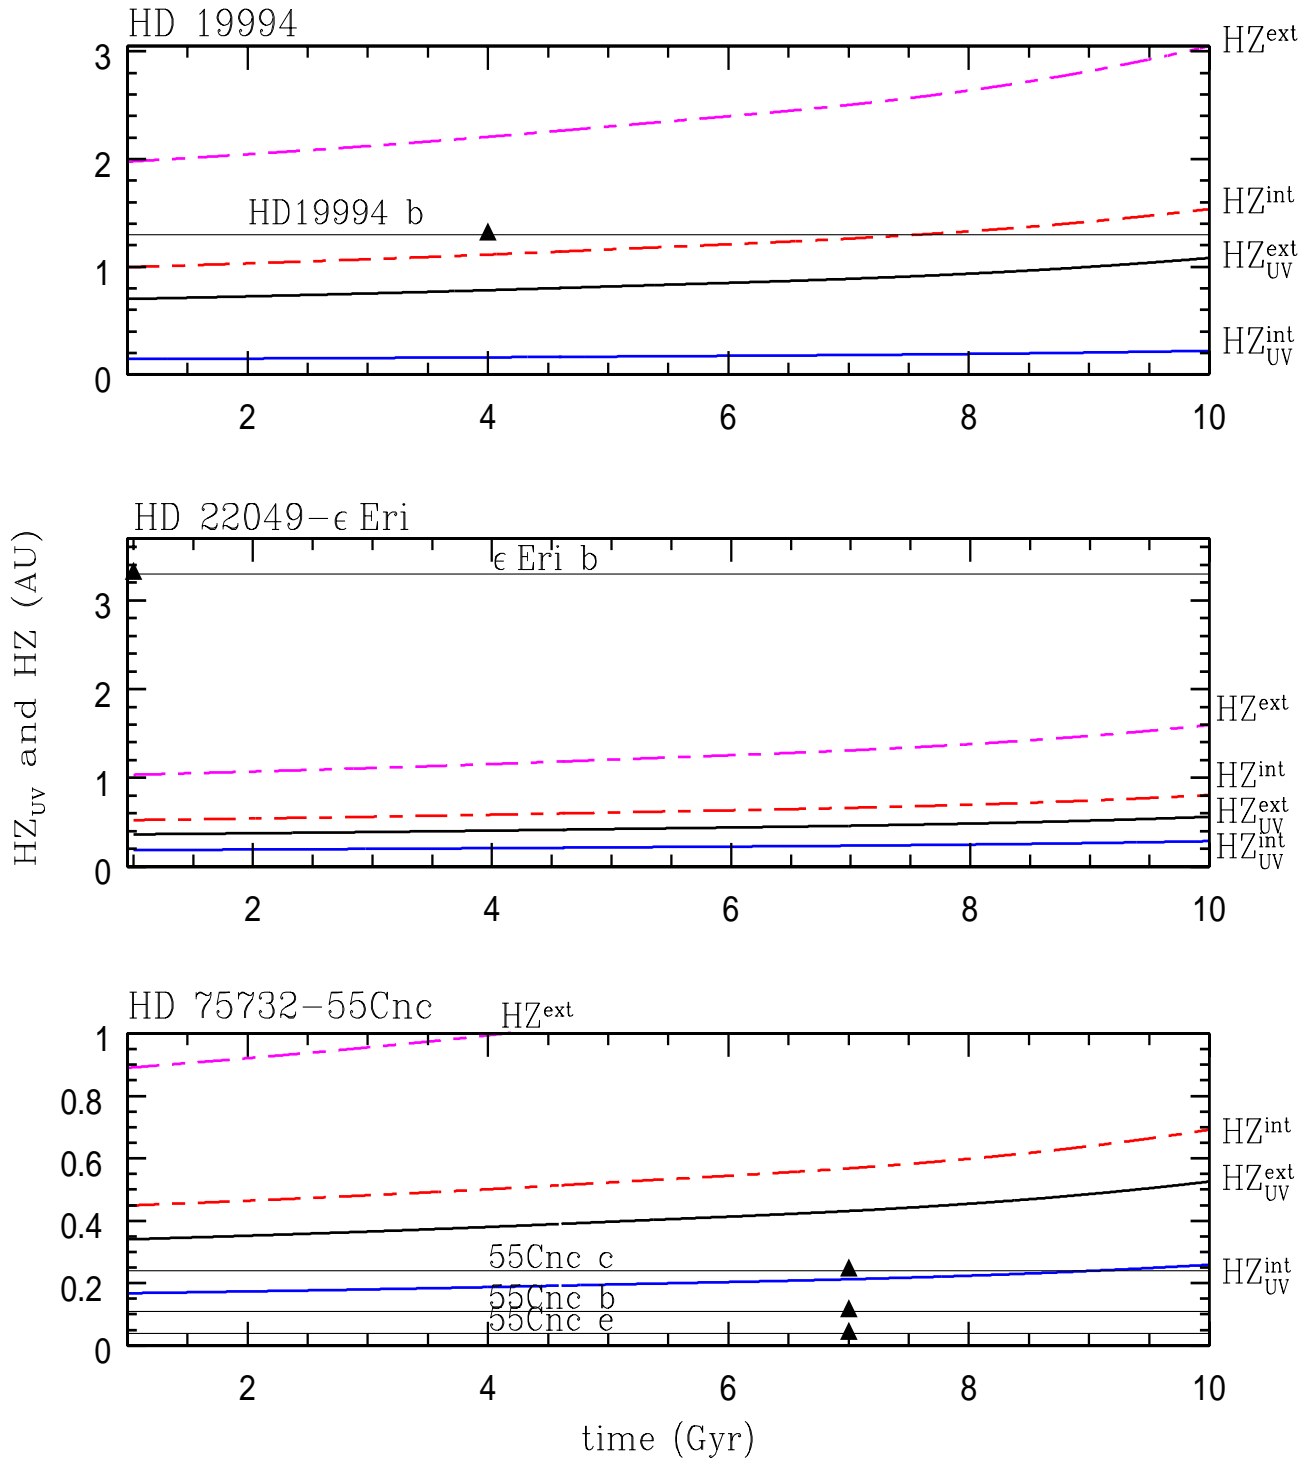 HD 19994
HZ^ext
3
2
HD19994 b
HZ^int
1
HZ_UV^ext
HZ_UV^int
0
2 4 6 8 10
HD 22049-ϵ Eri
ϵ Eri b
3
2
HZ^ext
1
HZ^int
HZ_UV^ext
HZ_UV^int
0
2 4 6 8 10
HZ_UV and HZ (AU)
HD 75732-55Cnc
HZ^ext
1
0.8
HZ^int
0.6
HZ_UV^ext
0.4
55Cnc c
HZ_UV^int
0.2
55Cnc b
55Cnc e
0
2 4 6 8 10
time (Gyr)